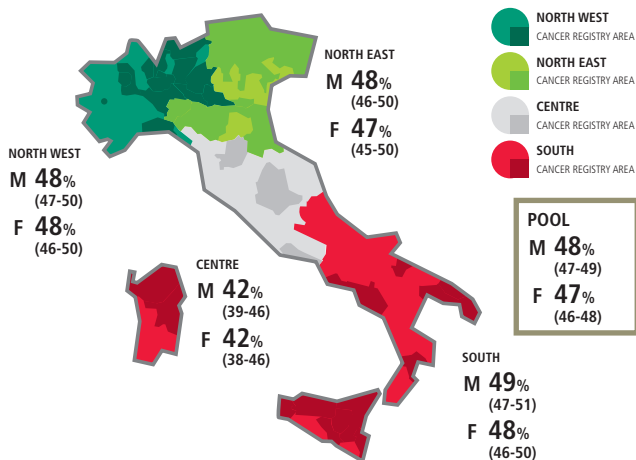 NORTH WEST
CANCER REGISTRY AREA
NORTH EAST
CANCER REGISTRY AREA
CENTRE
CANCER REGISTRY AREA
SOUTH
CANCER REGISTRY AREA
NORTH EAST
M 48%
(46-50)
F 47%
(45-50)
NORTH WEST
M 48%
(47-50)
F 48%
(46-50)
POOL
M 48%
(47-49)
F 47%
(46-48)
CENTRE
M 42%
(39-46)
F 42%
(38-46)
SOUTH
M 49%
(47-51)
F 48%
(46-50)